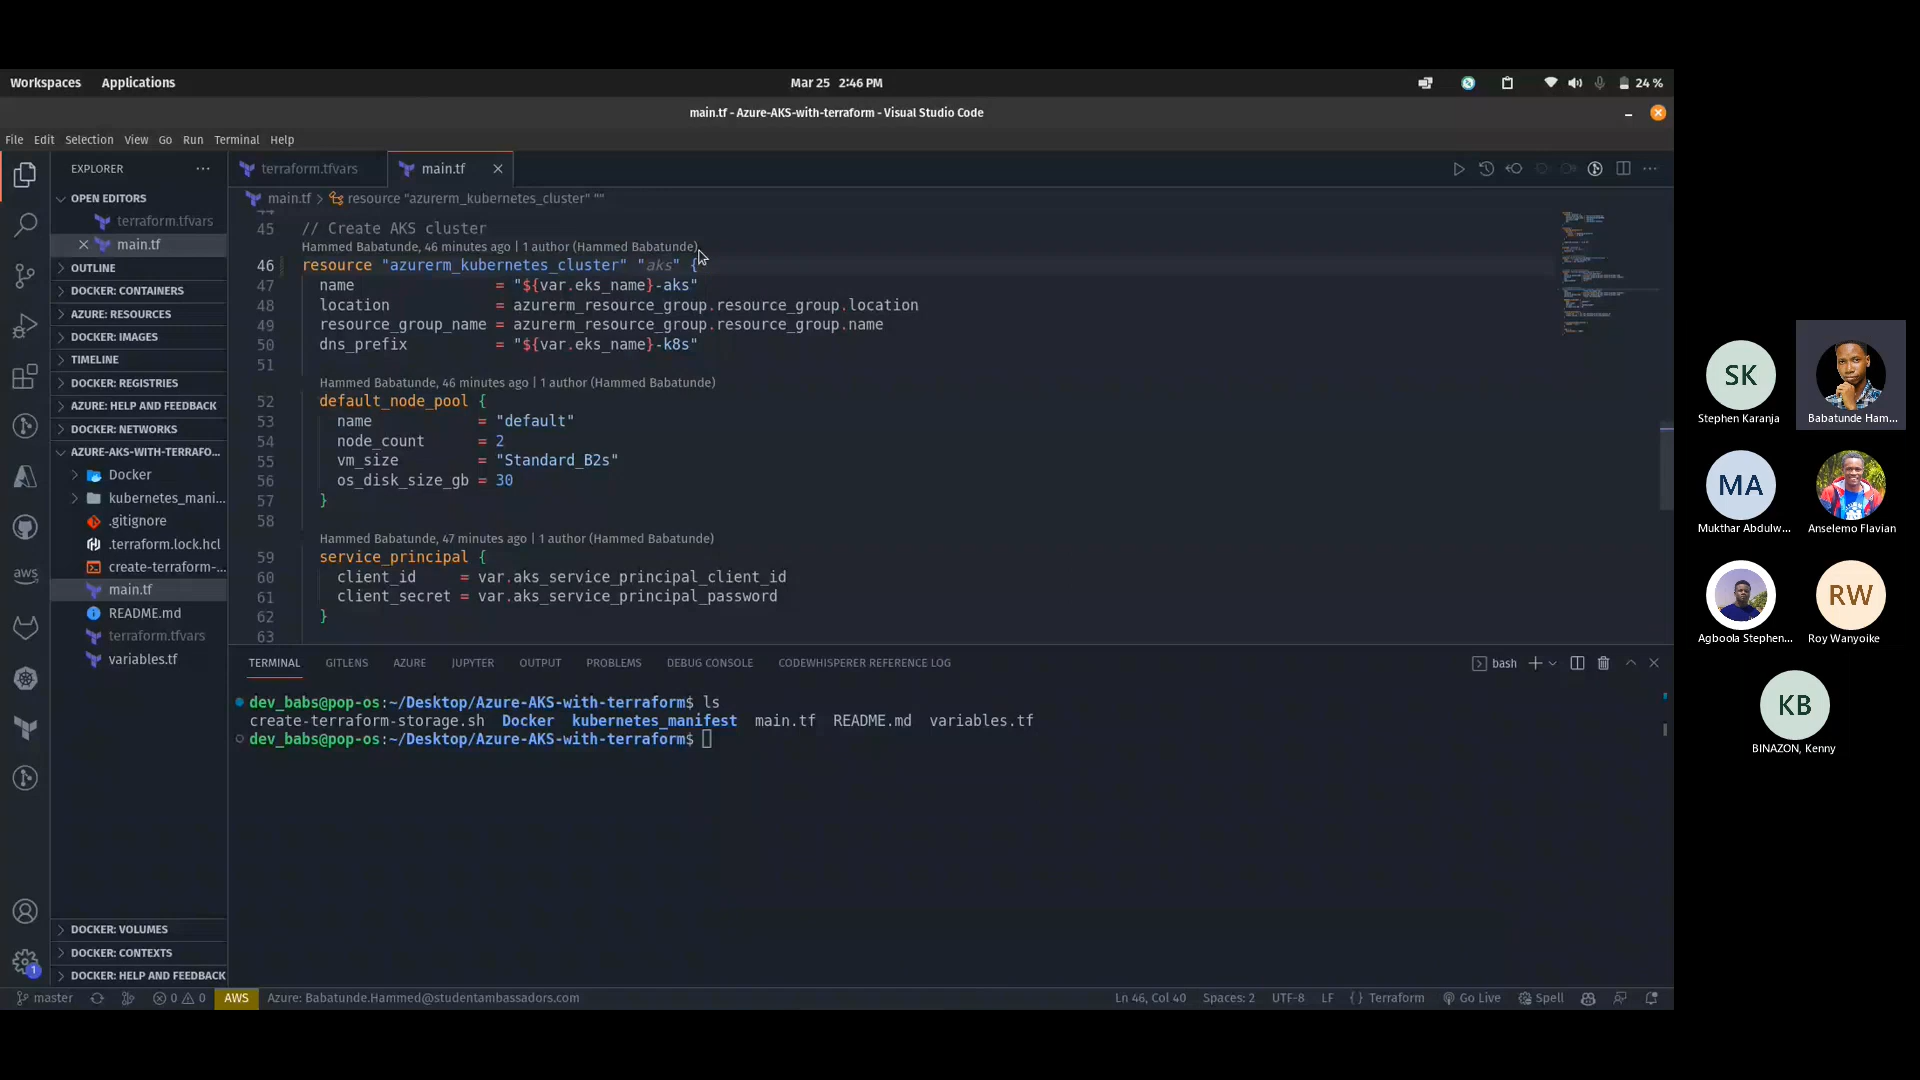 Workspaces Applications Mar 25 2:46 PM 24 %
main.tf - Azure-AKS-with-terraform - Visual Studio Code
File Edit Selection View Go Run Terminal Help
EXPLORER
OPEN EDITORS
terraform.tfvars
main.tf
OUTLINE
DOCKER: CONTAINERS
AZURE: RESOURCES
DOCKER: IMAGES
TIMELINE
DOCKER: REGISTRIES
AZURE: HELP AND FEEDBACK
DOCKER: NETWORKS
AZURE-AKS-WITH-TERRAFO...
Docker
kubernetes_mani...
.gitignore
.terraform.lock.hcl
create-terraform-...
main.tf
README.md
terraform.tfvars
variables.tf
DOCKER: VOLUMES
DOCKER: CONTEXTS
DOCKER: HELP AND FEEDBACK
aws
1
terraform.tfvars main.tf
main.tf > resource "azurerm_kubernetes_cluster" ""
44
45 // Create AKS cluster
Hammed Babatunde, 46 minutes ago | 1 author (Hammed Babatunde)
46 resource "azurerm_kubernetes_cluster" "aks" {
47 name = "${var.eks_name}-aks"
48 location = azurerm_resource_group.resource_group.location
49 resource_group_name = azurerm_resource_group.resource_group.name
50 dns_prefix = "${var.eks_name}-k8s"
51
Hammed Babatunde, 46 minutes ago | 1 author (Hammed Babatunde)
52 default_node_pool {
53 name = "default"
54 node_count = 2
55 vm_size = "Standard_B2s"
56 os_disk_size_gb = 30
57 }
58
Hammed Babatunde, 47 minutes ago | 1 author (Hammed Babatunde)
59 service_principal {
60 client_id = var.aks_service_principal_client_id
61 client_secret = var.aks_service_principal_password
62 }
63
TERMINAL GITLENS AZURE JUPYTER OUTPUT PROBLEMS DEBUG CONSOLE CODEWHISPERER REFERENCE LOG bash
dev_babs@pop-os:~/Desktop/Azure-AKS-with-terraform$ ls
create-terraform-storage.sh Docker kubernetes_manifest main.tf README.md variables.tf
dev_babs@pop-os:~/Desktop/Azure-AKS-with-terraform$
master 0 0 AWS Azure: Babatunde.Hammed@studentambassadors.com Ln 46, Col 40 Spaces: 2 UTF-8 LF {} Terraform Go Live Spell
SK
Stephen Karanja
Babatunde Ham...
MA
Mukthar Abdulw...
Anselemo Flavian
Agboola Stephen...
RW
Roy Wanyoike
KB
BINAZON, Kenny